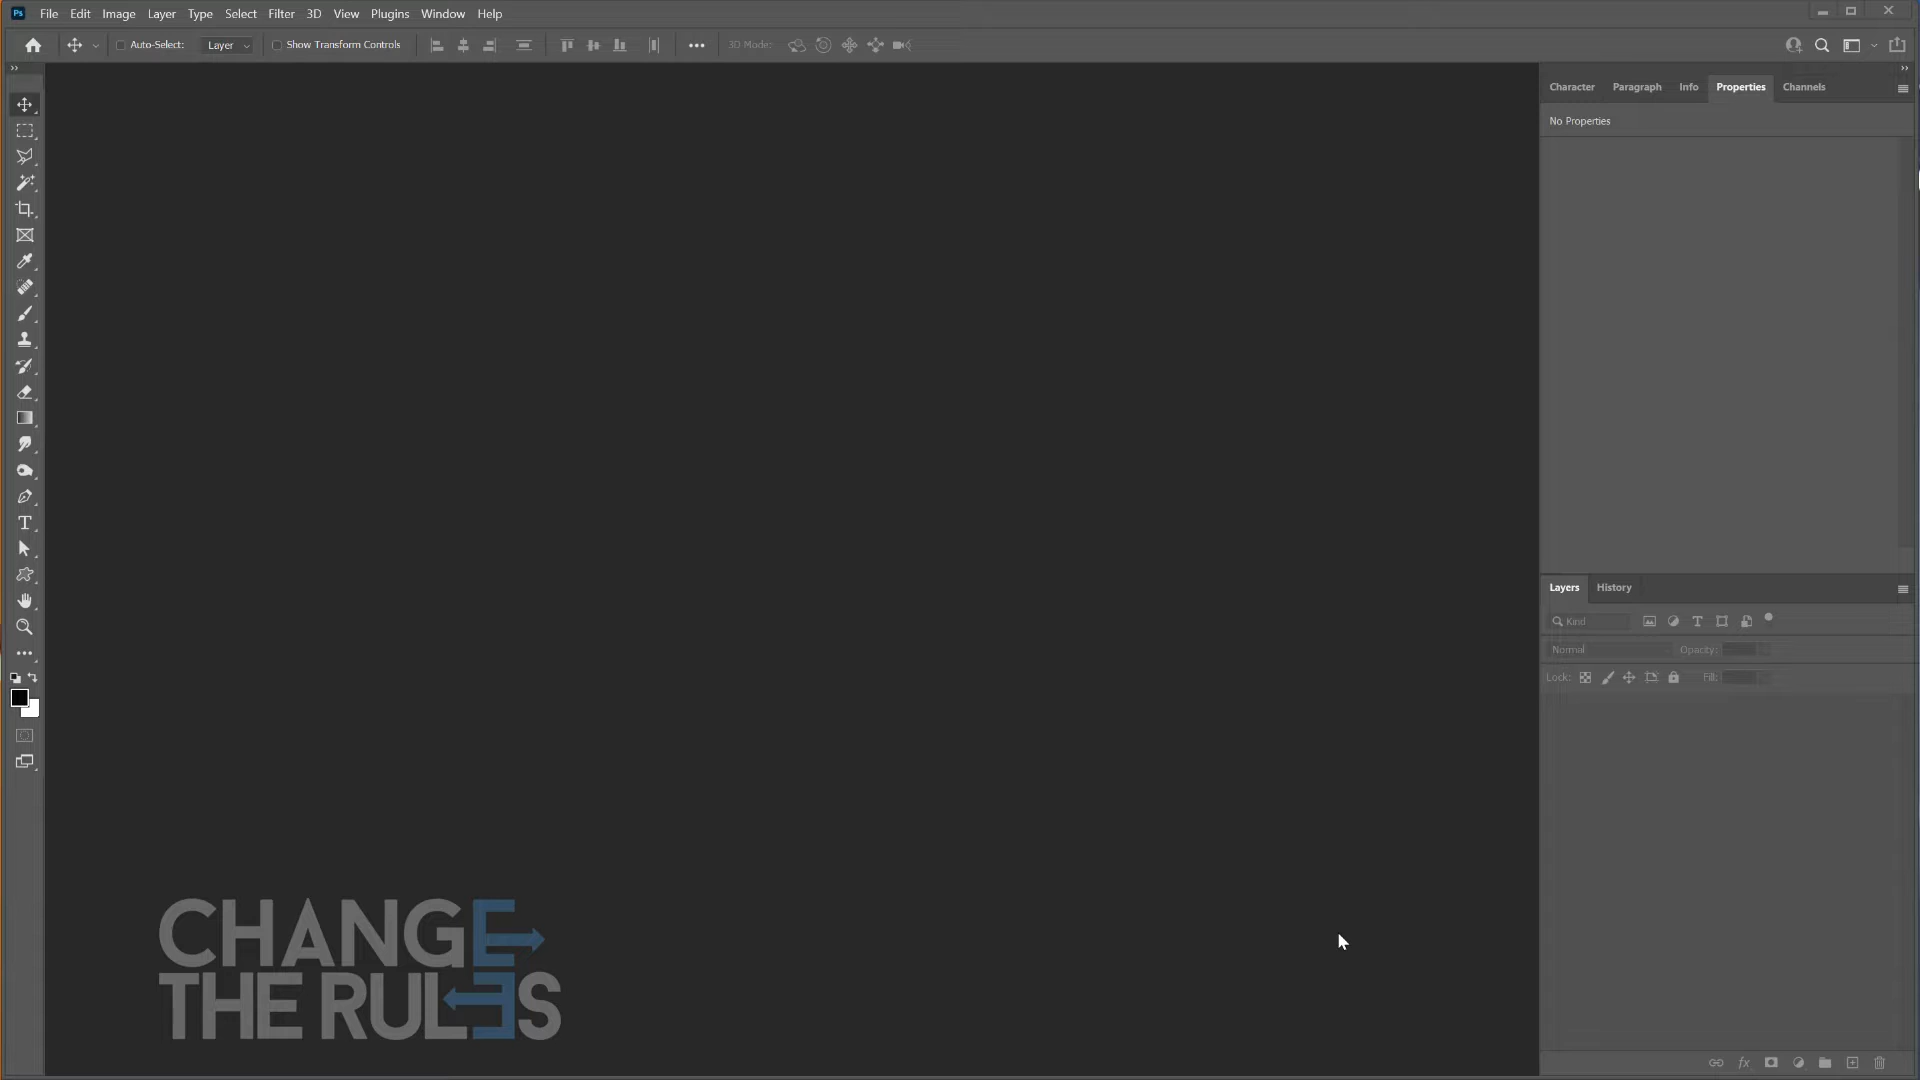 Ps File Edit Image Layer Type Select Filter 3D View Plugins Window Help
Auto-Select: Layer Show Transform Controls 3D Mode:
Character Paragraph Info Properties Channels
No Properties
Layers History
Kind
Normal Opacity:
Lock: Fill:
CHANGE
THE RULES